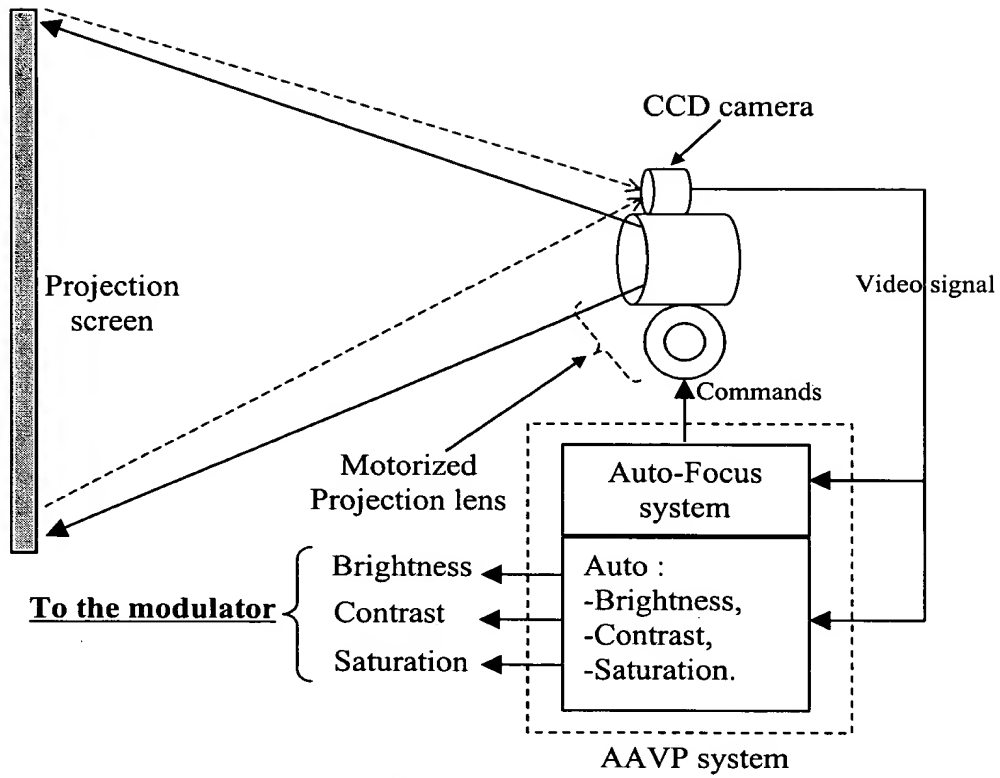 CCD camera
Projection
screen
Video signal
Commands
Motorized
Projection lens
Auto-Focus
system
Brightness
Contrast
Saturation
To the modulator
Auto :
-Brightness,
-Contrast,
-Saturation.
AAVP system